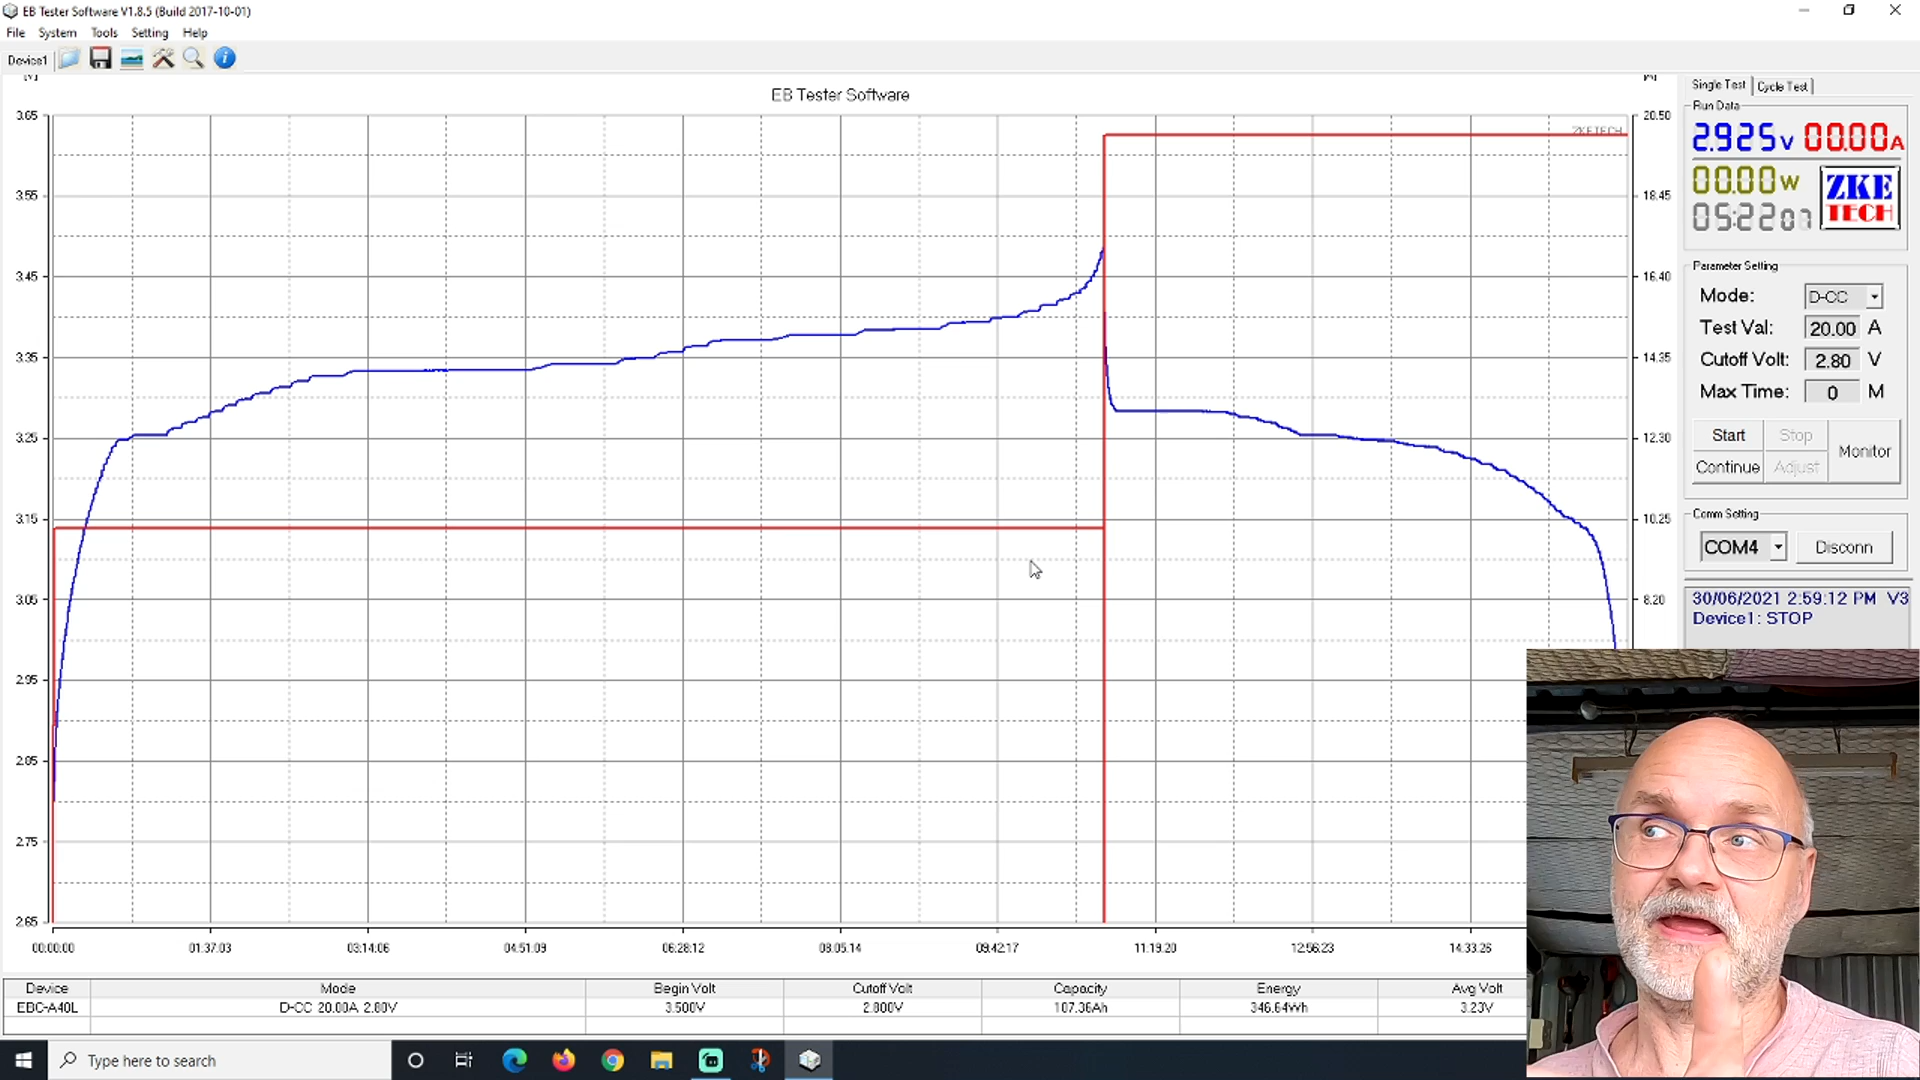 EB Tester Software V1.8.5 (Build 2017-10-01)
File System Tools Setting Help
Device1
EB Tester Software
ZKETECH
3.65
3.55
3.45
3.35
3.25
3.15
3.05
2.95
2.85
2.75
2.65
20.50
18.45
16.40
14.35
12.30
10.25
8.20
00:00:00 01:37:03 03:14:06 04:51:09 06:28:12 08:05:14 09:42:17 11:19:20 12:56:23 14:33:26
Single Test Cycle Test
Run Data
2.925V 00.00A
00.00W
05:22:07
ZKE
TECH
Parameter Setting
Mode: D-CC
Test Val: 20.00 A
Cutoff Volt: 2.80 V
Max Time: 0 M
Start Stop Monitor
Continue Adjust
Comm Setting
COM4 Disconn
30/06/2021 2:59:12 PM V3
Device1: STOP
Device Mode Begin Volt Cutoff Volt Capacity Energy Avg Volt
EBC-A40L D-CC 20.00A 2.80V 3.500V 2.800V 107.36Ah 346.64Wh 3.23V
Type here to search